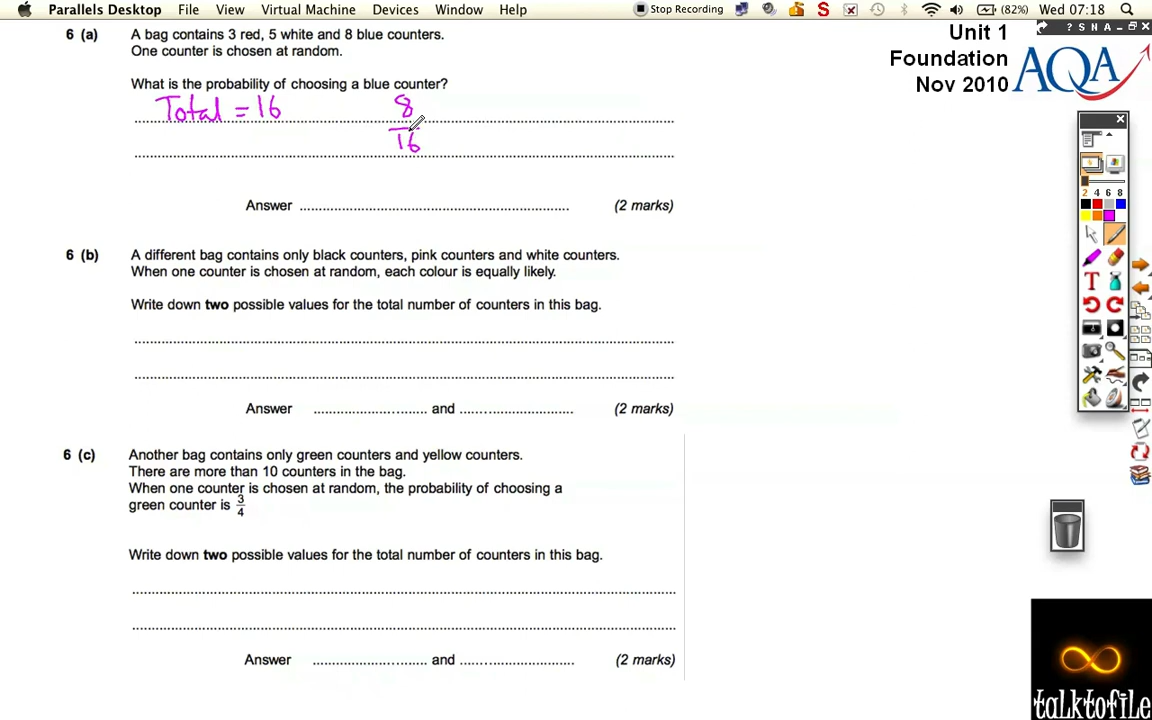 Parallels Desktop File View Virtual Machine Devices Window Help Stop Recording S (82%) Wed 07:18
? S N A
Unit 1
Foundation
Nov 2010
AQA
6 (a) A bag contains 3 red, 5 white and 8 blue counters.
One counter is chosen at random.
What is the probability of choosing a blue counter?
Total = 16 8/16
Answer .......... (2 marks)
6 (b) A different bag contains only black counters, pink counters and white counters.
When one counter is chosen at random, each colour is equally likely.
Write down two possible values for the total number of counters in this bag.
Answer .......... and .......... (2 marks)
6 (c) Another bag contains only green counters and yellow counters.
There are more than 10 counters in the bag.
When one counter is chosen at random, the probability of choosing a
green counter is 3/4
Write down two possible values for the total number of counters in this bag.
Answer .......... and .......... (2 marks)
2 4 6 8
T
talktofile